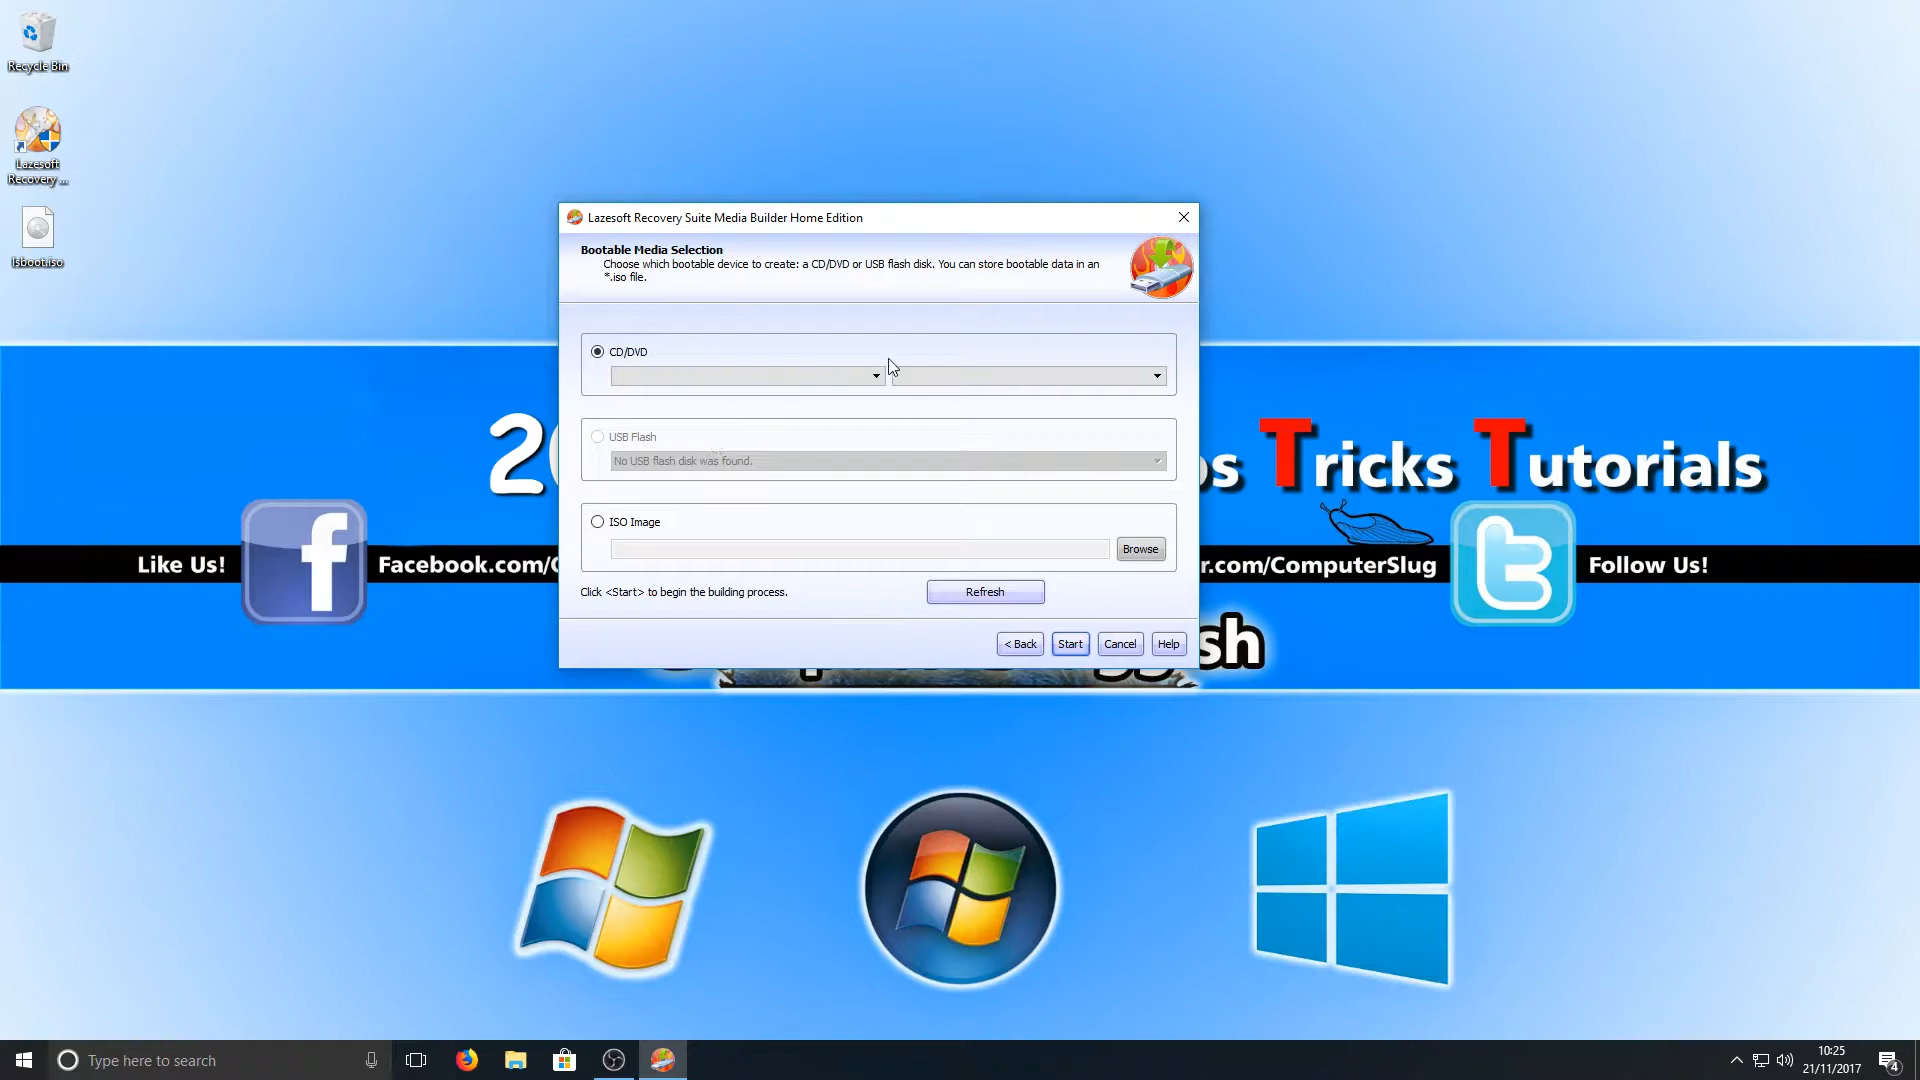 Recycle Bin
Lazesoft
Recovery ...
lsboot.iso
Lazesoft Recovery Suite Media Builder Home Edition
Bootable Media Selection
Choose which bootable device to create: a CD/DVD or USB flash disk. You can store bootable data in an
*.iso file.
CD/DVD
USB Flash
No USB flash disk was found.
ISO Image
Browse
Click <Start> to begin the building process.
Refresh
< Back
Start
Cancel
Help
Tricks Tutorials
Like Us!
Facebook.com/
r.com/ComputerSlug
Follow Us!
sh
Type here to search
10:25
21/11/2017
4